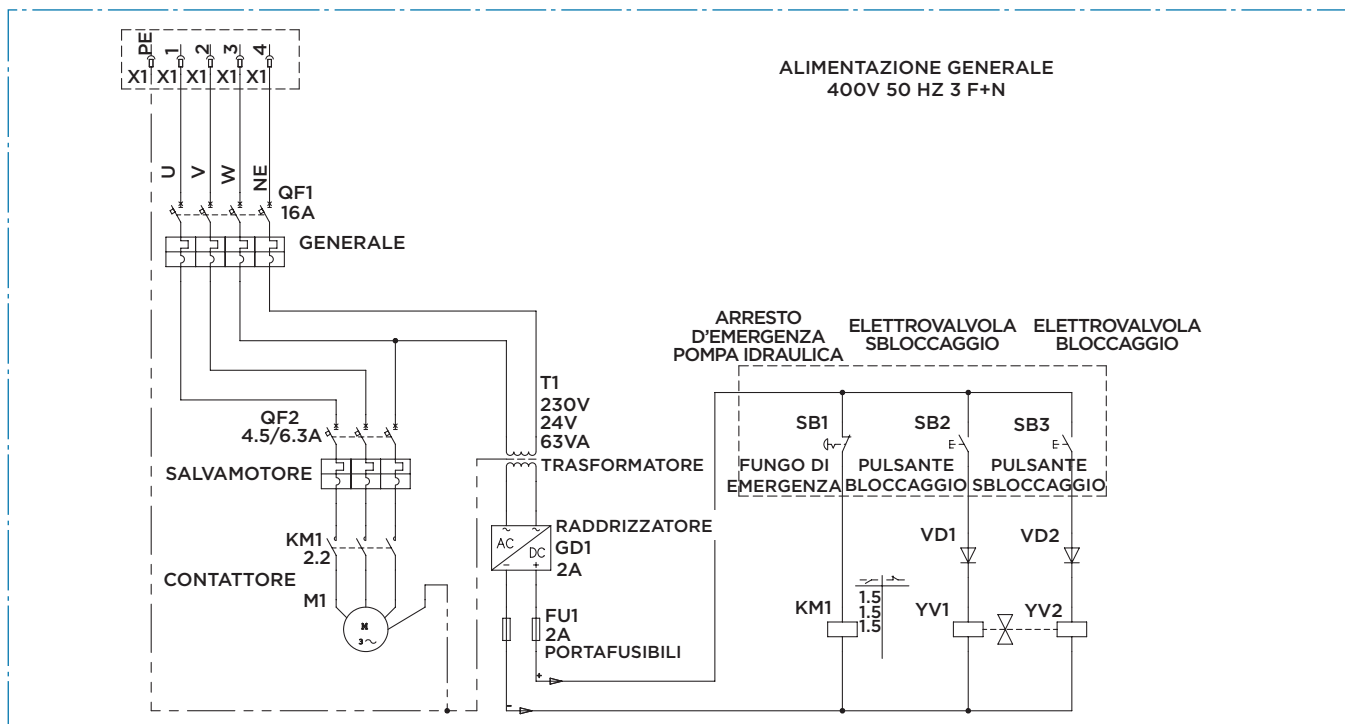 PE 1 2 3 4
X1 X1 X1 X1 X1
ALIMENTAZIONE GENERALE
400V 50 HZ 3 F+N
U V W NE
QF1
16A
GENERALE
ARRESTO
D'EMERGENZA
POMPA IDRAULICA
ELETTROVALVOLA
SBLOCCAGGIO
ELETTROVALVOLA
BLOCCAGGIO
T1
230V
24V
63VA
TRASFORMATORE
QF2
4.5/6.3A
SALVAMOTORE
SB1
SB2
SB3
FUNGO DI
EMERGENZA
PULSANTE
BLOCCAGGIO
PULSANTE
SBLOCCAGGIO
RADDRIZZATORE
GD1
2A
~ ~
AC
DC
− +
KM1
2.2
CONTATTORE
M1
M
3 ~
VD1
VD2
FU1
2A
PORTAFUSIBILI
KM1
1.5
1.5
1.5
YV1
YV2
+
-